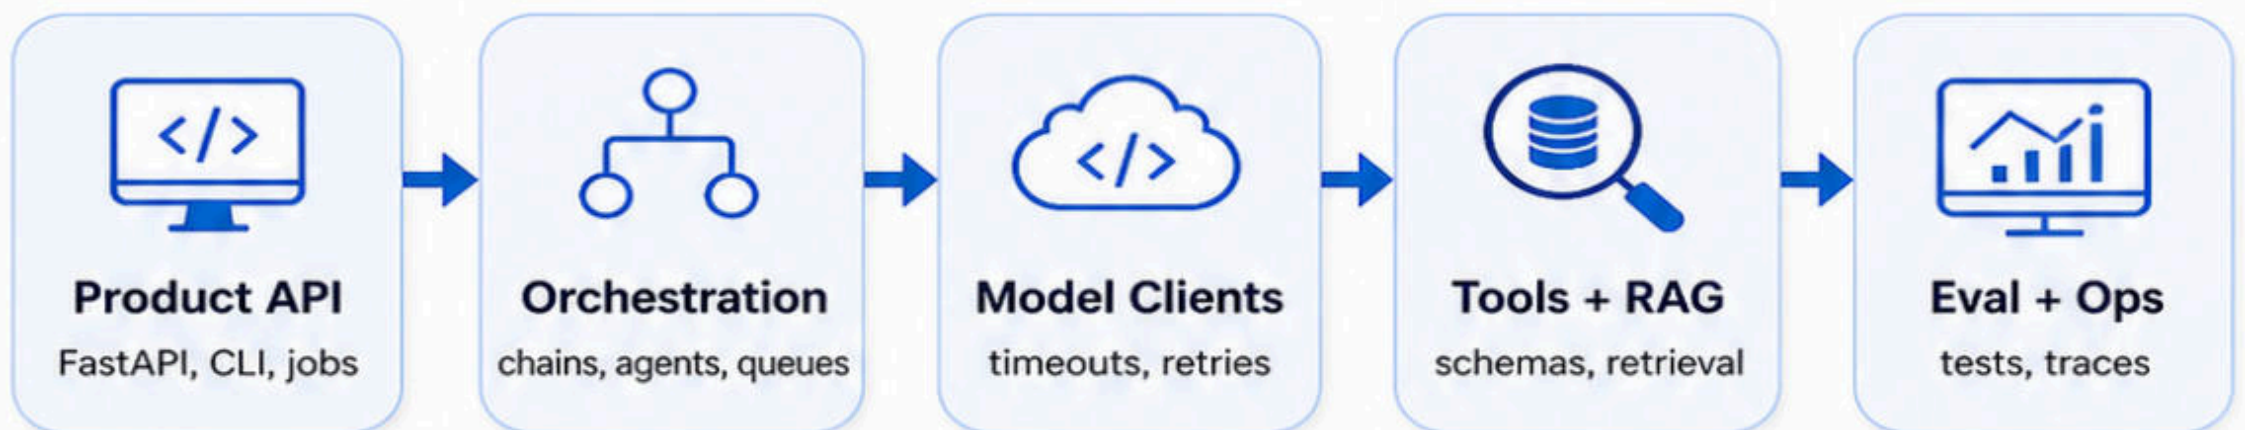 </>
</>
Product API
FastAPI, CLI, jobs
Orchestration
chains, agents, queues
Model Clients
timeouts, retries
Tools + RAG
schemas, retrieval
Eval + Ops
tests, traces